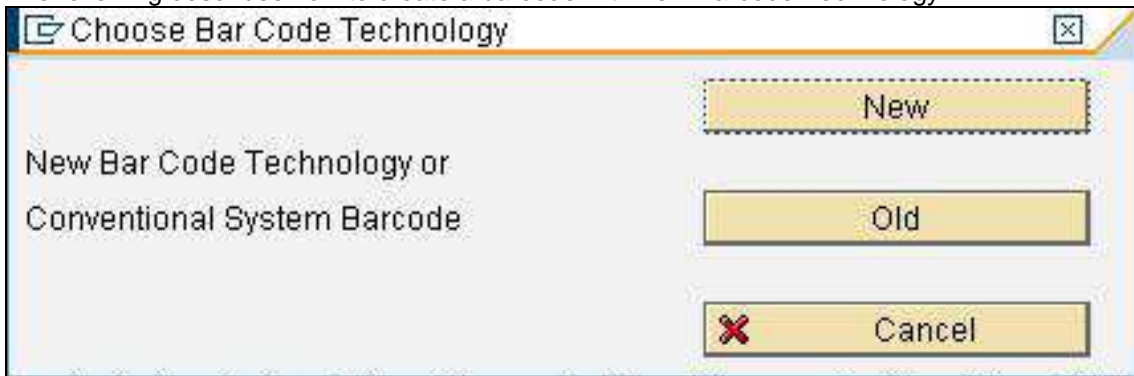 Choose Bar Code Technology
New
New Bar Code Technology or
Conventional System Barcode
Old
Cancel